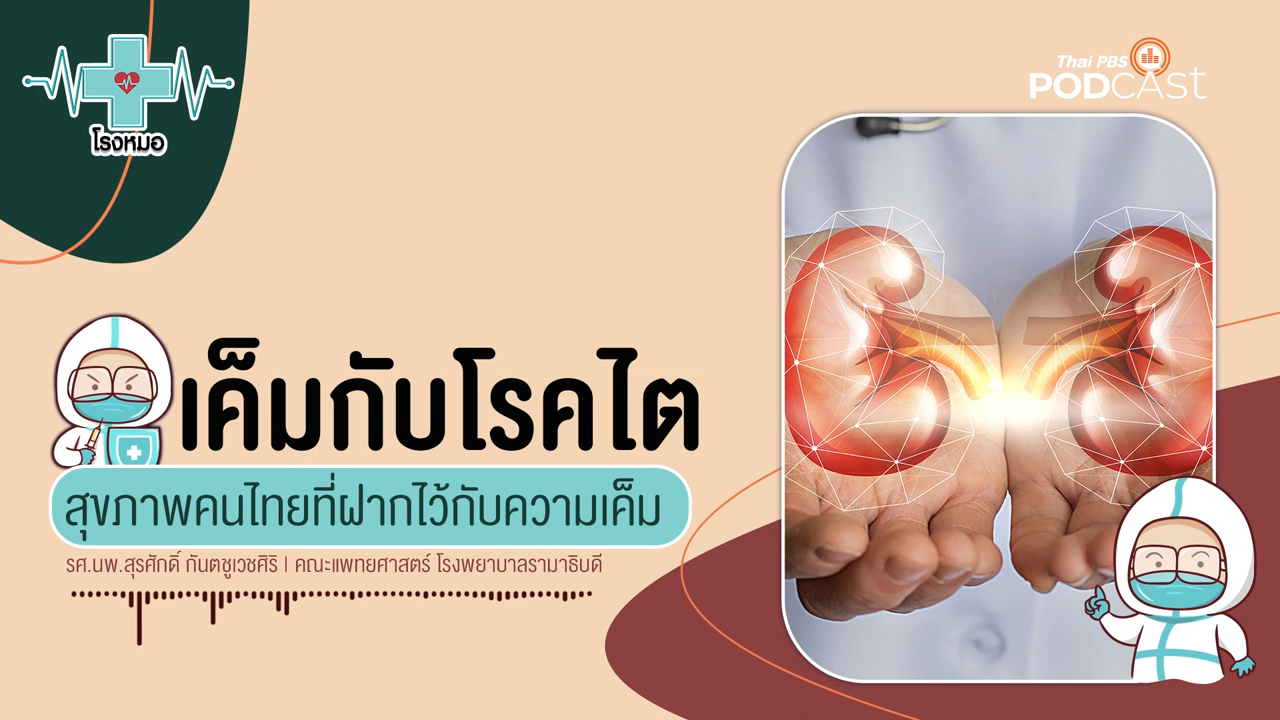 โรงหมอ
Thai PBS
PODCAST
เค็มกับโรคไต
สุขภาพคนไทยที่ฝากไว้กับความเค็ม
รศ.นพ.สุรศักดิ์ กันตชูเวชศิริ | คณะแพทยศาสตร์ โรงพยาบาลรามาธิบดี